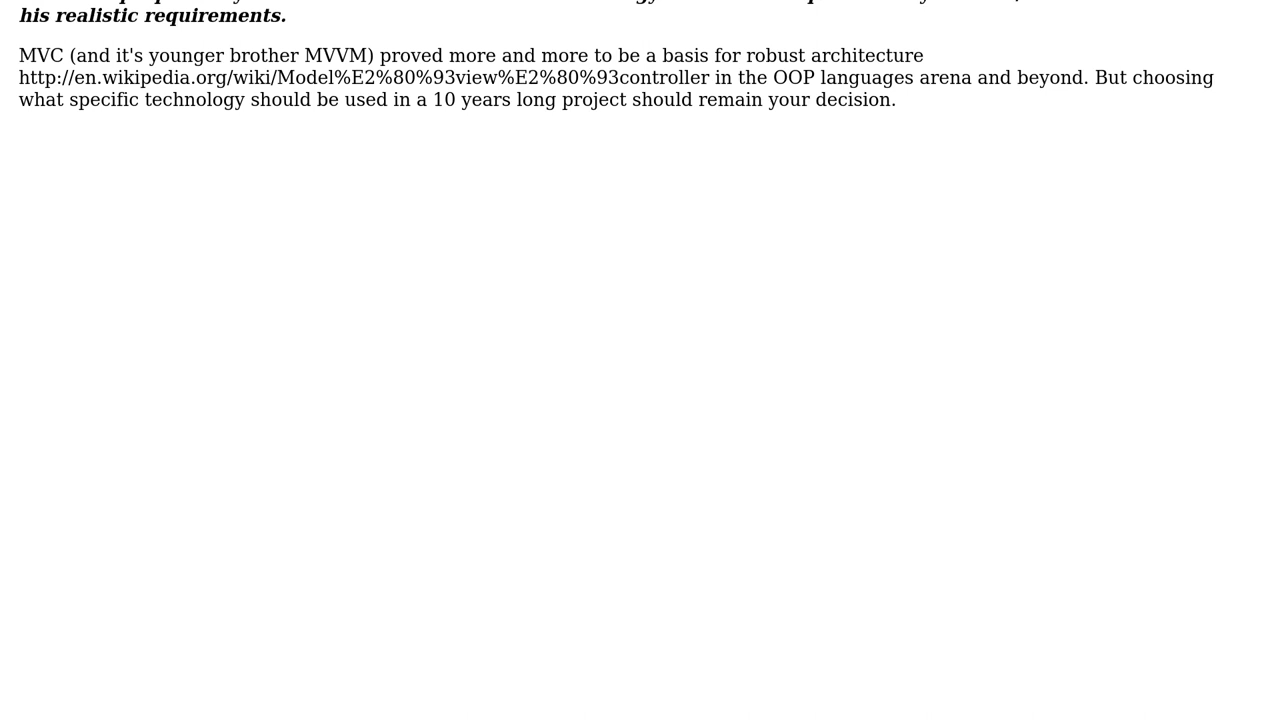 his realistic requirements.
MVC (and it's younger brother MVVM) proved more and more to be a basis for robust architecture
http://en.wikipedia.org/wiki/Model%E2%80%93view%E2%80%93controller in the OOP languages arena and beyond. But choosing
what specific technology should be used in a 10 years long project should remain your decision.